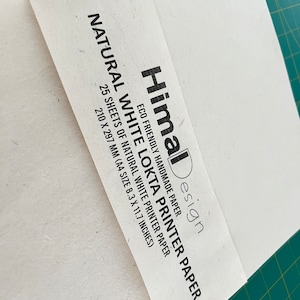 Himal Design
ECO FRIENDLY HANDMADE PAPER
NATURAL WHITE LOKTA PRINTER PAPER
25 SHEETS OF NATURAL WHITE PRINTER PAPER
210 X 297 MM (A4 SIZE 8.3 X 11.7 INCHES)